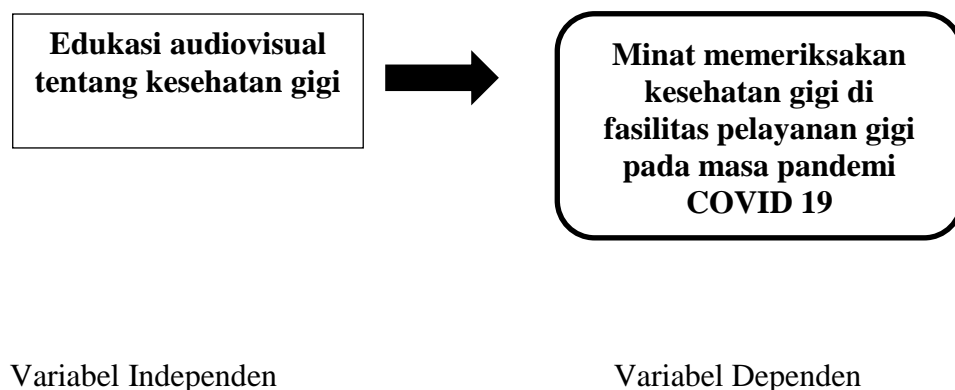 Edukasi audiovisual
tentang kesehatan gigi
Minat memeriksakan
kesehatan gigi di
fasilitas pelayanan gigi
pada masa pandemi
COVID 19
Variabel Independen
Variabel Dependen